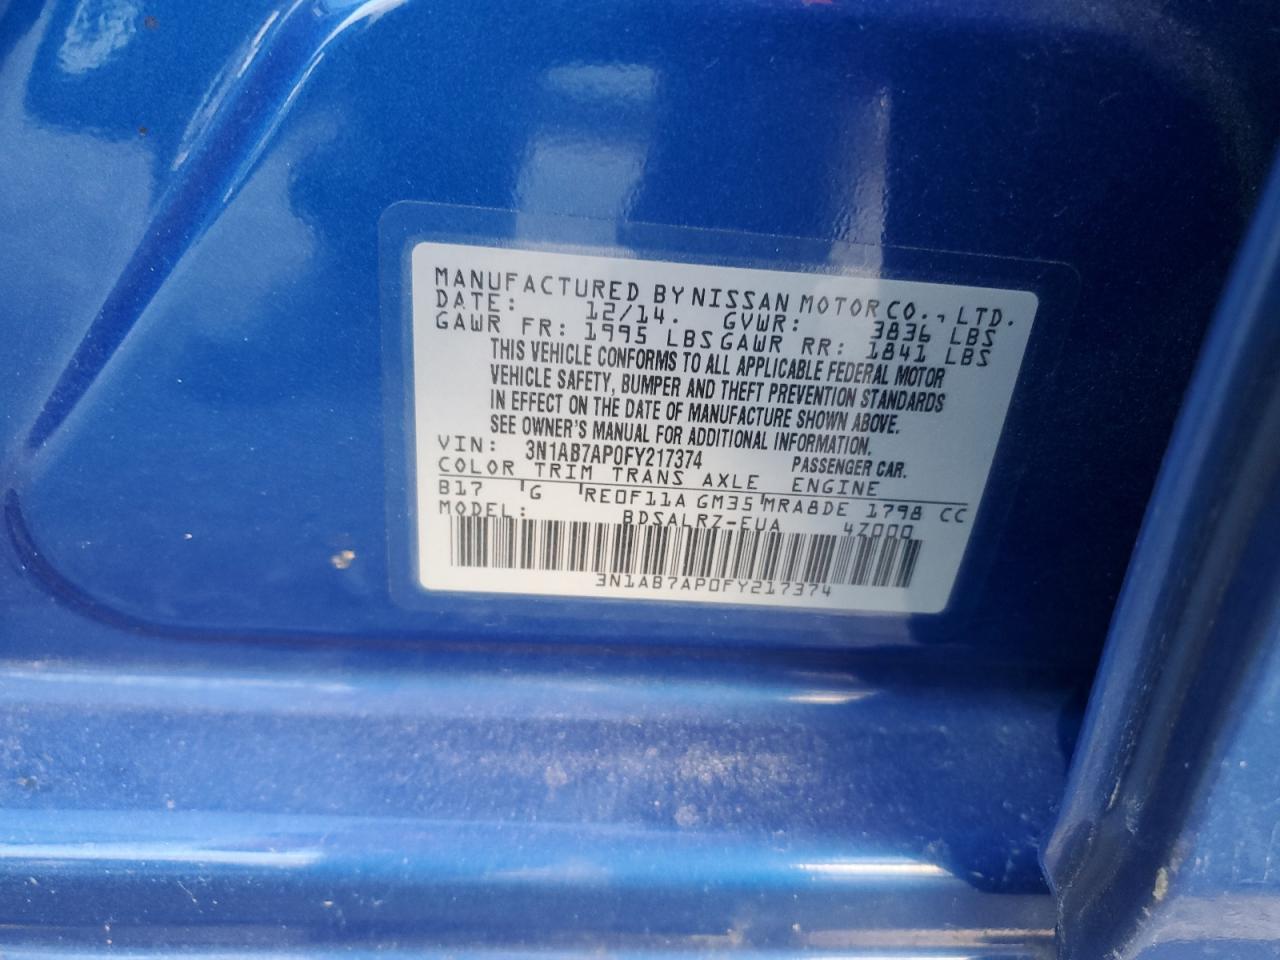 MANUFACTURED BY NISSAN MOTOR CO., LTD.
DATE: 12/14. GVWR: 3836 LBS
GAWR FR: 1995 LBS GAWR RR: 1841 LBS
THIS VEHICLE CONFORMS TO ALL APPLICABLE FEDERAL MOTOR
VEHICLE SAFETY, BUMPER AND THEFT PREVENTION STANDARDS
IN EFFECT ON THE DATE OF MANUFACTURE SHOWN ABOVE.
SEE OWNER'S MANUAL FOR ADDITIONAL INFORMATION.
VIN: 3N1AB7AP0FY217374 PASSENGER CAR.
COLOR TRIM TRANS AXLE ENGINE
B17 G RE0F11A GM35 MRA8DE 1798 CC
MODEL: BDSALRZ-EUA 4Z000
3N1AB7AP0FY217374